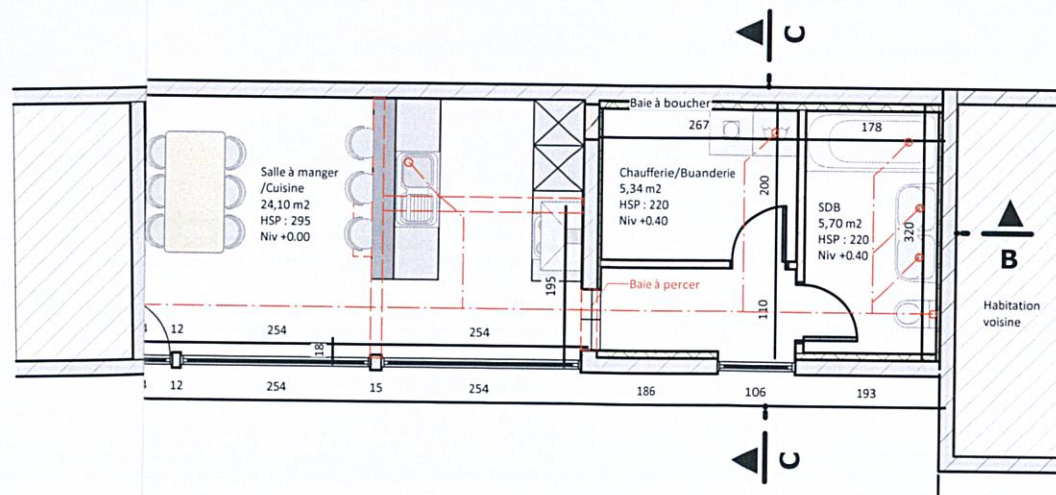 C
Baie à boucher
267
178
Salle à manger
/Cuisine
24,10 m2
HSP : 295
Niv +0.00
Chaufferie/Buanderie
5,34 m2
HSP : 220
Niv +0.40
200
SDB
5,70 m2
HSP : 220
Niv +0.40
320
B
Habitation
voisine
195
Baie à percer
110
12
254
18
254
12
254
15
254
186
106
193
C